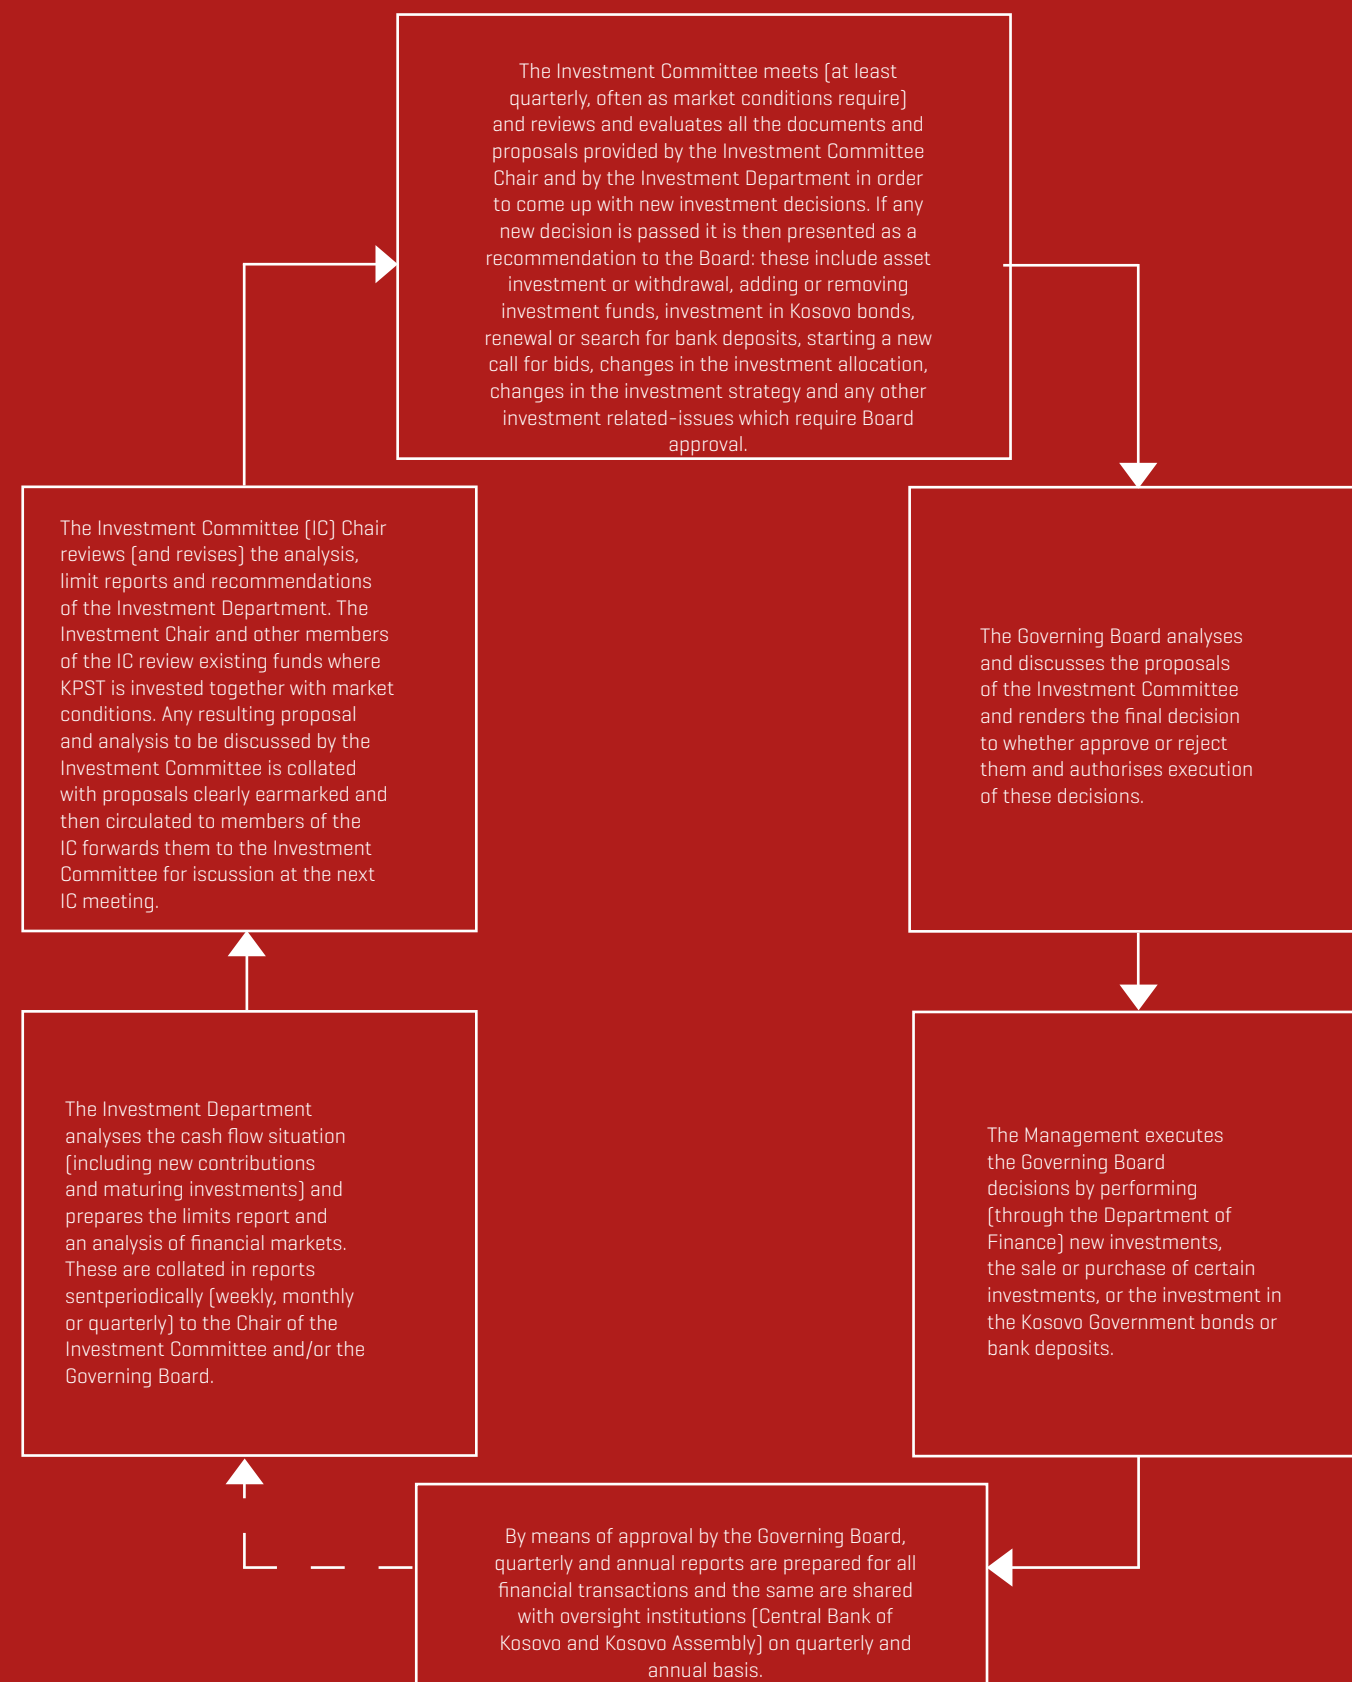 The Investment Committee meets (at least
quarterly, often as market conditions require)
and reviews and evaluates all the documents and
proposals provided by the Investment Committee
Chair and by the Investment Department in order
to come up with new investment decisions. If any
new decision is passed it is then presented as a
recommendation to the Board: these include asset
investment or withdrawal, adding or removing
investment funds, investment in Kosovo bonds,
renewal or search for bank deposits, starting a new
call for bids, changes in the investment allocation,
changes in the investment strategy and any other
investment related-issues which require Board
approval.
The Investment Committee (IC) Chair
reviews (and revises) the analysis,
limit reports and recommendations
of the Investment Department. The
Investment Chair and other members
of the IC review existing funds where
KPST is invested together with market
conditions. Any resulting proposal
and analysis to be discussed by the
Investment Committee is collated
with proposals clearly earmarked and
then circulated to members of the
IC forwards them to the Investment
Committee for iscussion at the next
IC meeting.
The Governing Board analyses
and discusses the proposals
of the Investment Committee
and renders the final decision
to whether approve or reject
them and authorises execution
of these decisions.
The Investment Department
analyses the cash flow situation
(including new contributions
and maturing investments) and
prepares the limits report and
an analysis of financial markets.
These are collated in reports
sentperiodically (weekly, monthly
or quarterly) to the Chair of the
Investment Committee and/or the
Governing Board.
The Management executes
the Governing Board
decisions by performing
(through the Department of
Finance) new investments,
the sale or purchase of certain
investments, or the investment in
the Kosovo Government bonds or
bank deposits.
By means of approval by the Governing Board,
quarterly and annual reports are prepared for all
financial transactions and the same are shared
with oversight institutions (Central Bank of
Kosovo and Kosovo Assembly) on quarterly and
annual basis.